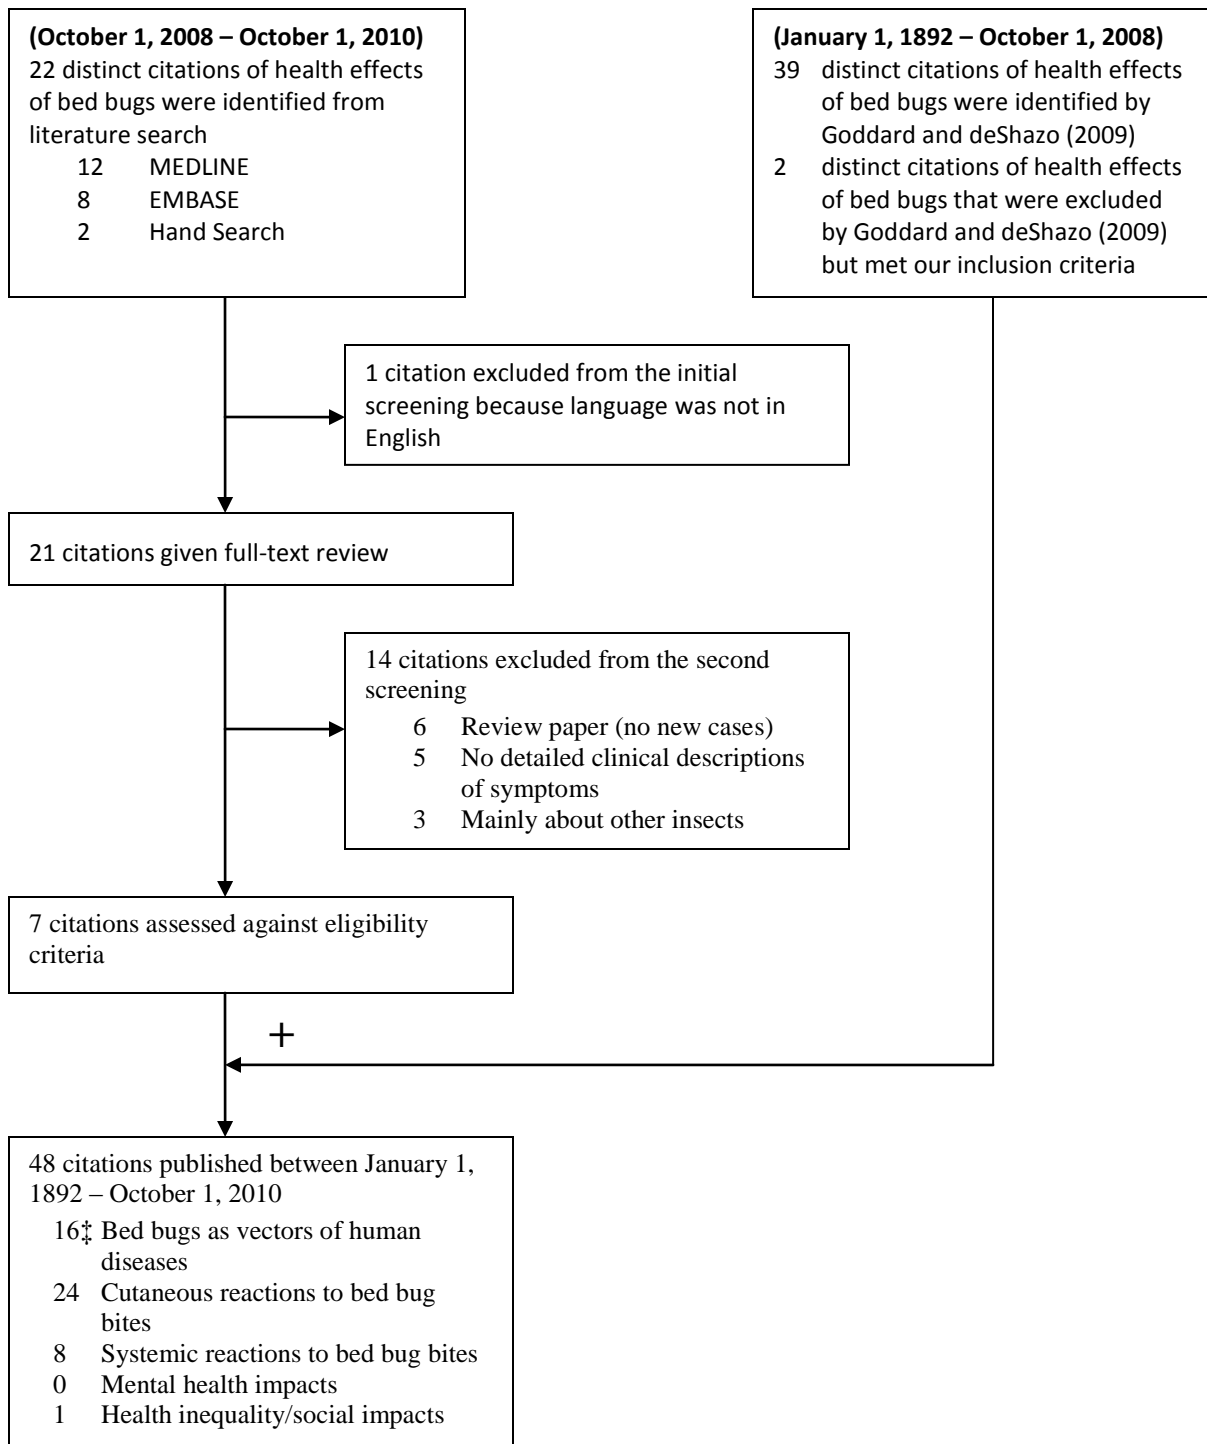 (October 1, 2008 – October 1, 2010)
22 distinct citations of health effects
of bed bugs were identified from
literature search
12 MEDLINE
8 EMBASE
2 Hand Search
(January 1, 1892 – October 1, 2008)
39 distinct citations of health effects
of bed bugs were identified by
Goddard and deShazo (2009)
2 distinct citations of health effects
of bed bugs that were excluded
by Goddard and deShazo (2009)
but met our inclusion criteria
1 citation excluded from the initial
screening because language was not in
English
21 citations given full-text review
14 citations excluded from the second
screening
6 Review paper (no new cases)
5 No detailed clinical descriptions
of symptoms
3 Mainly about other insects
7 citations assessed against eligibility
criteria
+
48 citations published between January 1,
1892 – October 1, 2010
16‡ Bed bugs as vectors of human
diseases
24 Cutaneous reactions to bed bug
bites
8 Systemic reactions to bed bug bites
0 Mental health impacts
1 Health inequality/social impacts